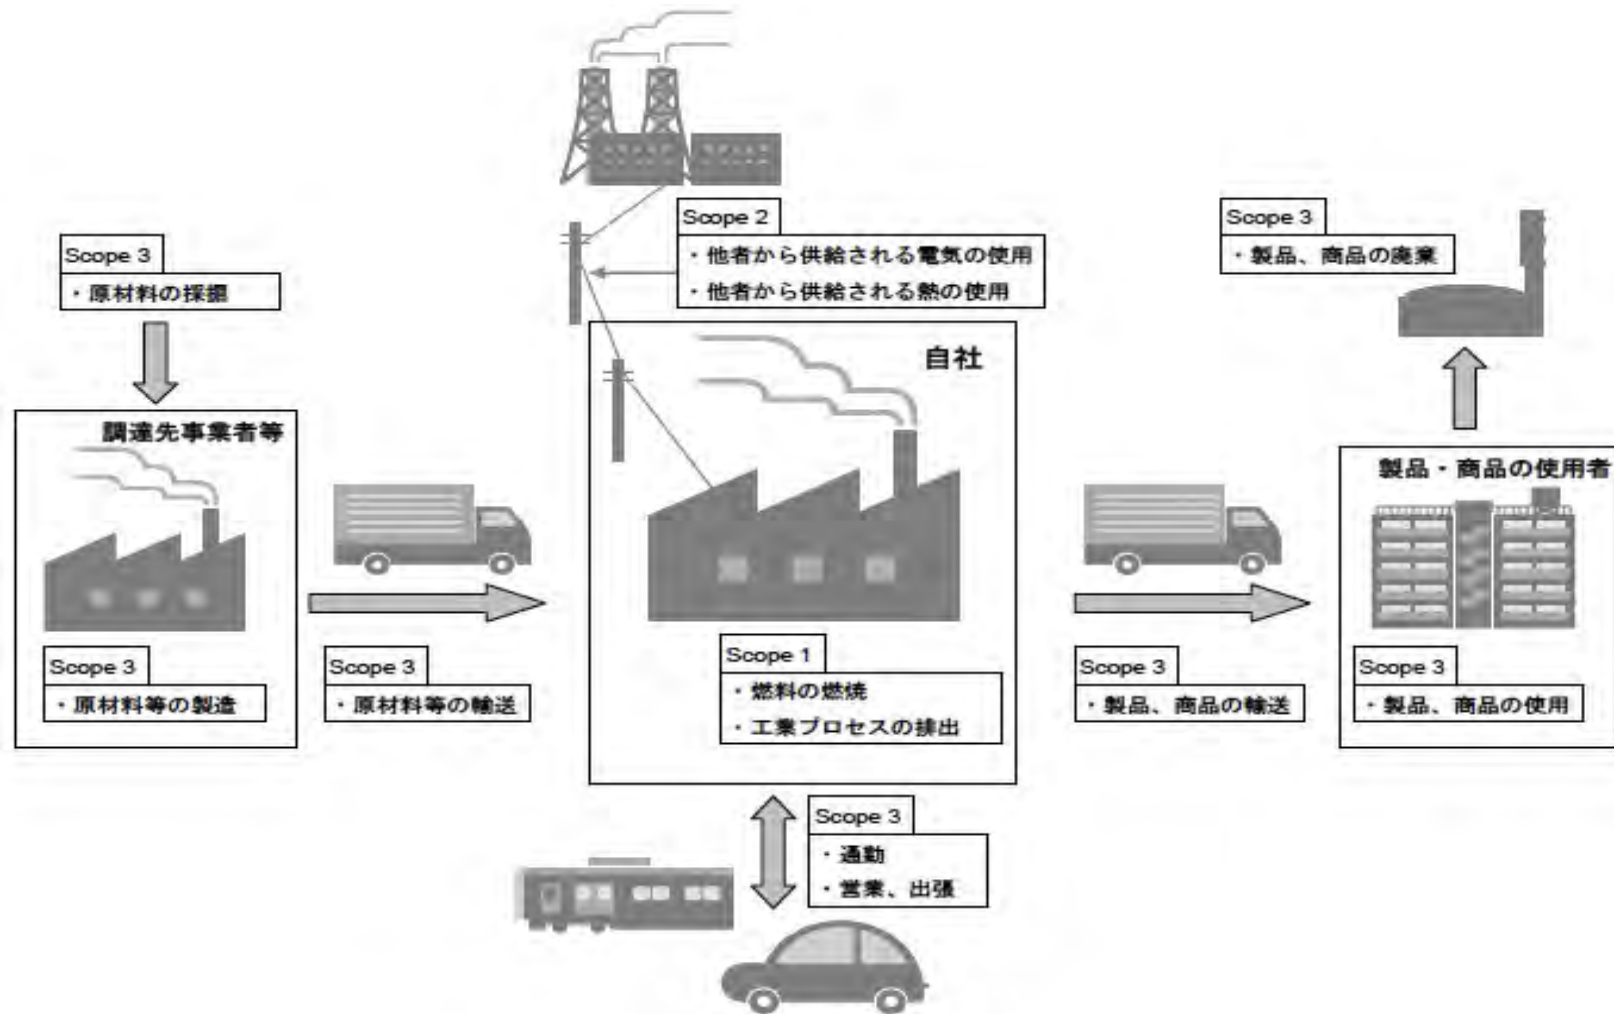 Scope 2
・他者から供給される電気の使用
・他者から供給される熱の使用
Scope 3
・原材料の採掘
Scope 3
・製品、商品の廃棄
調達先事業者等
Scope 3
・原材料等の製造
Scope 3
・原材料等の輸送
自社
Scope 1
・燃料の燃焼
・工業プロセスの排出
Scope 3
・製品、商品の輸送
製品・商品の使用者
Scope 3
・製品、商品の使用
Scope 3
・通勤
・営業、出張